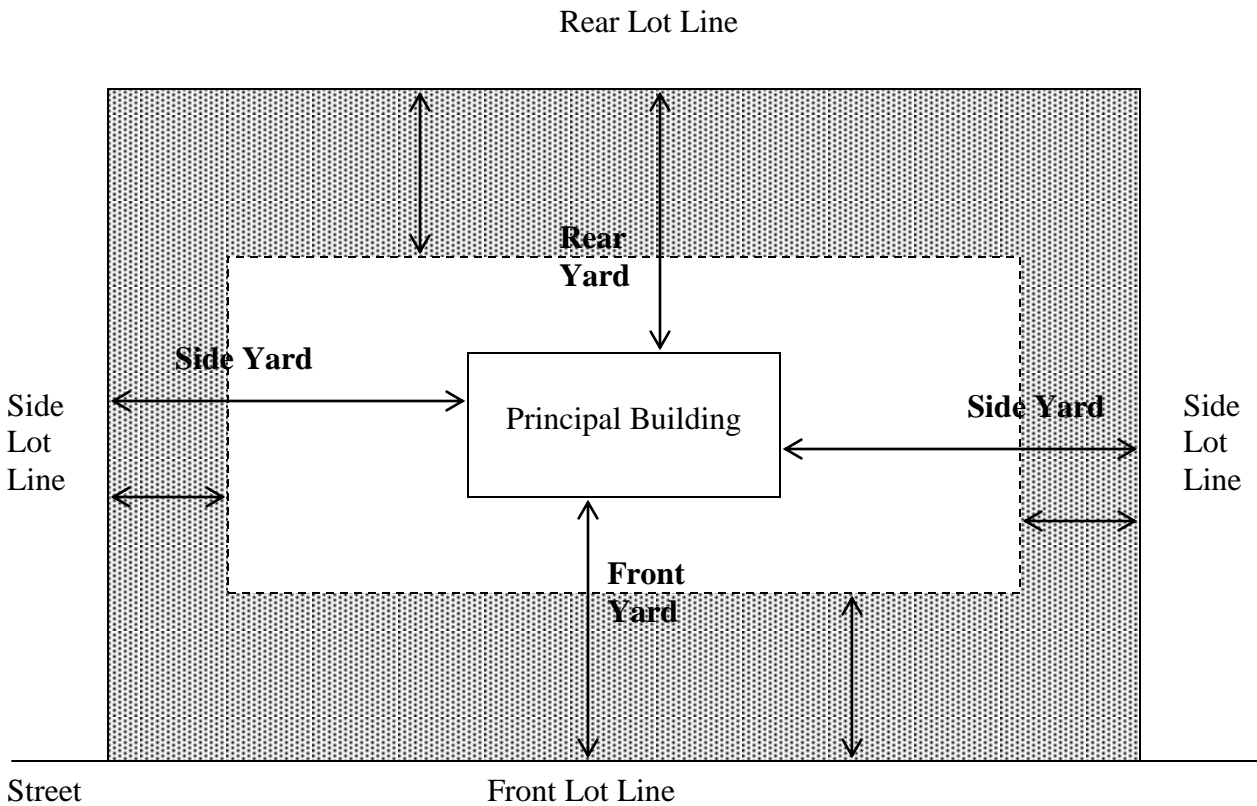 Rear Lot Line
Rear
Yard
Side Yard
Side
Lot
Line
Principal Building
Side Yard
Side
Lot
Line
Front
Yard
Street
Front Lot Line